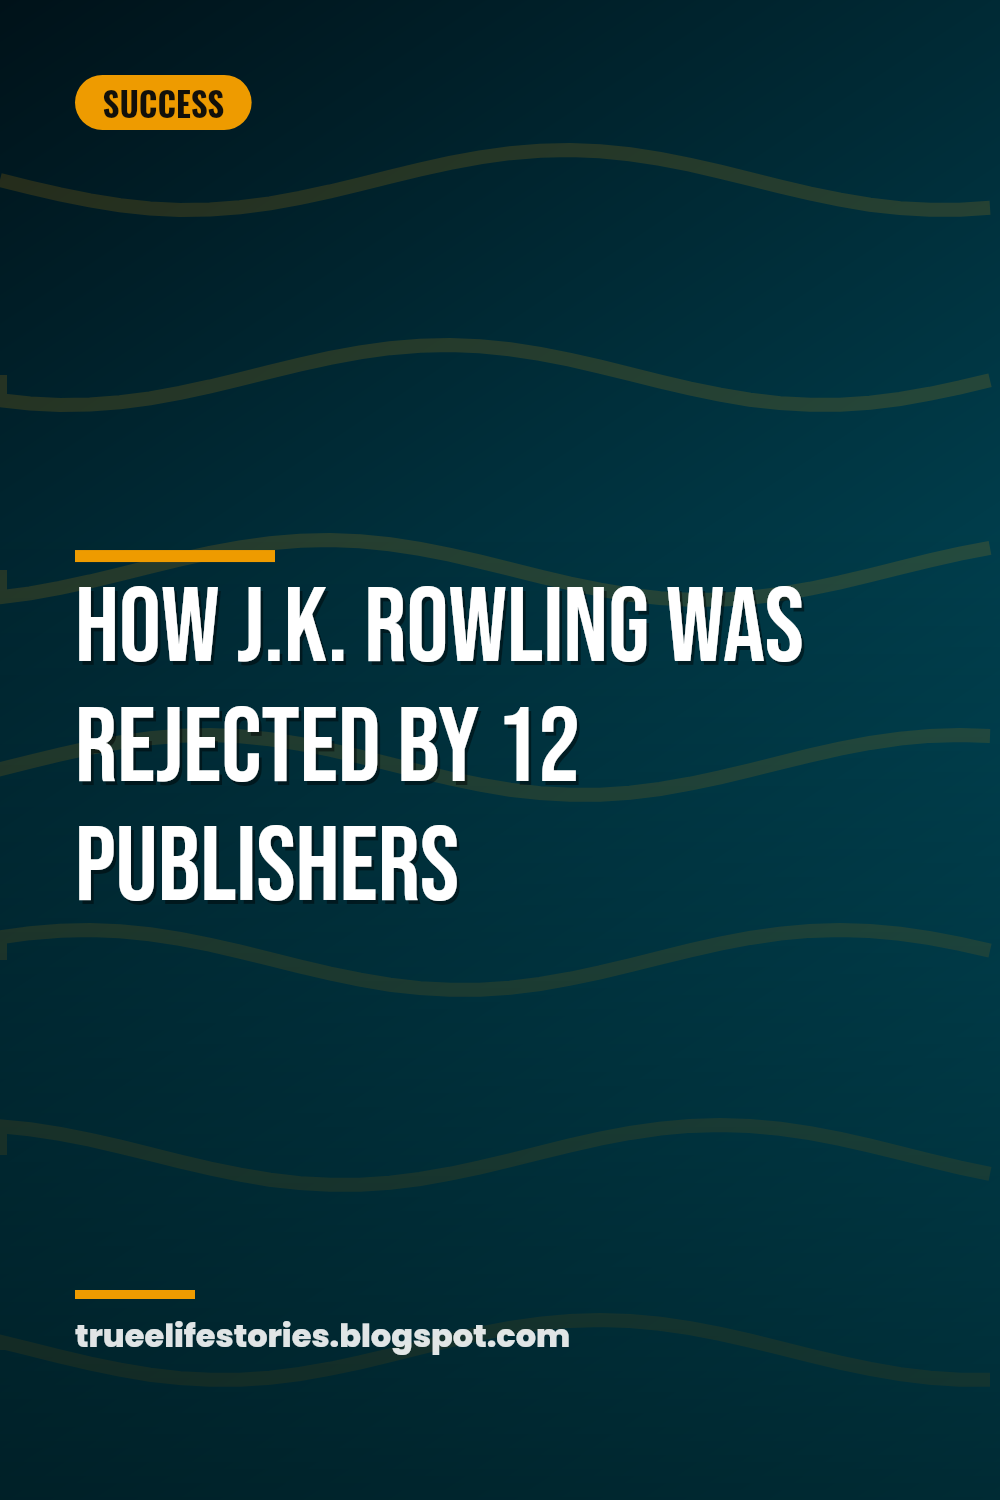 SUCCESS
HOW J.K. ROWLING WAS
REJECTED BY 12
PUBLISHERS
trueelifestories.blogspot.com